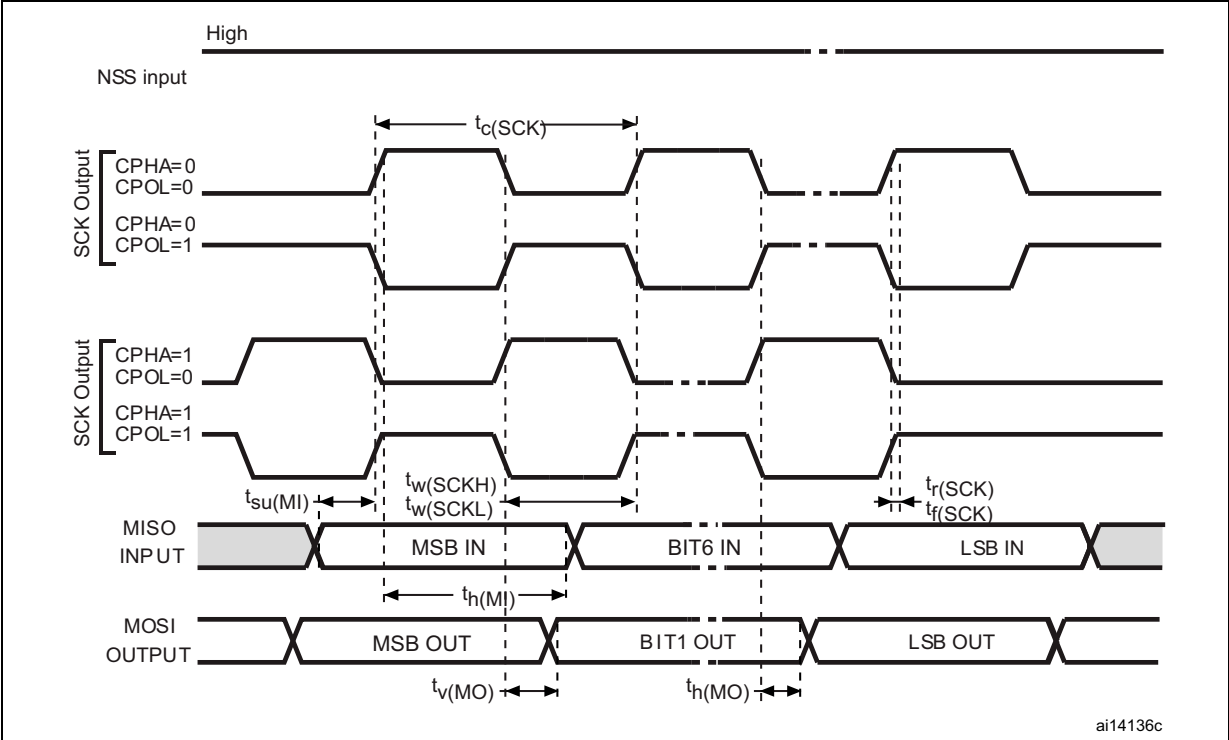 High
NSS input
tc(SCK)
SCK Output
CPHA=0
CPOL=0
CPHA=0
CPOL=1
SCK Output
CPHA=1
CPOL=0
CPHA=1
CPOL=1
tsu(MI)
tw(SCKH)
tw(SCKL)
tr(SCK)
tf(SCK)
MISO
INPUT
MSB IN
BIT6 IN
LSB IN
th(MI)
MOSI
OUTPUT
MSB OUT
BIT1 OUT
LSB OUT
tv(MO)
th(MO)
ai14136c